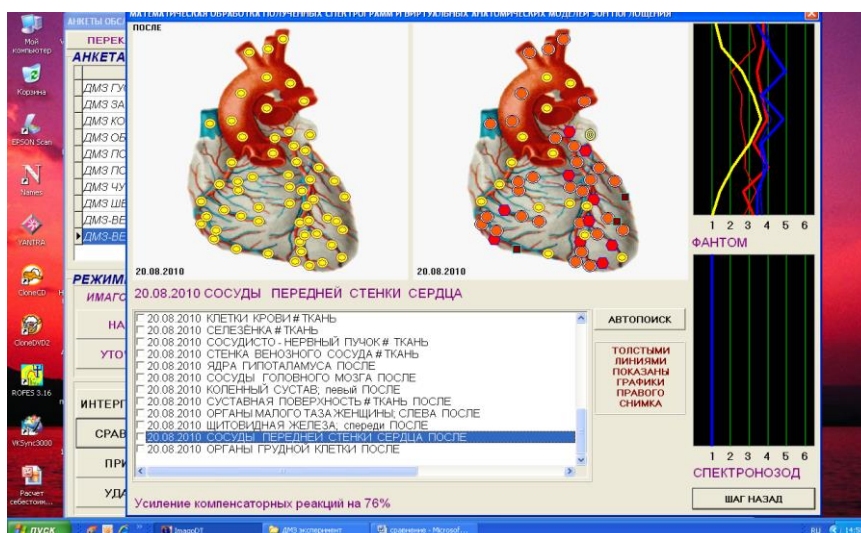 МАТЕМАТИЧЕСКАЯ ОБРАБОТКА ПОЛУЧЕННЫХ СПЕКТРОГРАММ И ВИРТУАЛЬНЫХ АНАТОМИЧЕСКИХ МОДЕЛЕЙ ЗОН ПОГЛОЩЕНИЯ
АНКЕТЫ ОБС
ПЕРЕК
АНКЕТА
ДМЗ ГУ
ДМЗ ЗА
ДМЗ КО
ДМЗ ОБ
ДМЗ ПО
ДМЗ ПО
ДМЗ ЧУ
ДМЗ ШЕ
ДМЗ-ВЕ
ДМЗ-ВЕ
РЕЖИМ
ИМАГО
НА
УТО
ИНТЕРП
СРАВ
ПРИ
УДА
Мой компьютер
Корзина
EPSON Scan
Names
YANTRA
CloneCD
CloneDVD2
ROFES 3.16
VKSync3000
Расчет себестоим...
ПОСЛЕ
20.08.2010
20.08.2010
20.08.2010 СОСУДЫ ПЕРЕДНЕЙ СТЕНКИ СЕРДЦА
20.08.2010 КЛЕТКИ КРОВИ # ТКАНЬ
20.08.2010 СЕЛЕЗЁНКА # ТКАНЬ
20.08.2010 СОСУДИСТО - НЕРВНЫЙ ПУЧОК # ТКАНЬ
20.08.2010 СТЕНКА ВЕНОЗНОГО СОСУДА # ТКАНЬ
20.08.2010 ЯДРА ГИПОТАЛАМУСА ПОСЛЕ
20.08.2010 СОСУДЫ ГОЛОВНОГО МОЗГА ПОСЛЕ
20.08.2010 КОЛЕННЫЙ СУСТАВ; левый ПОСЛЕ
20.08.2010 СУСТАВНАЯ ПОВЕРХНОСТЬ # ТКАНЬ ПОСЛЕ
20.08.2010 ОРГАНЫ МАЛОГО ТАЗА ЖЕНЩИНЫ; СЛЕВА ПОСЛЕ
20.08.2010 ЩИТОВИДНАЯ ЖЕЛЕЗА; спереди ПОСЛЕ
20.08.2010 СОСУДЫ ПЕРЕДНЕЙ СТЕНКИ СЕРДЦА ПОСЛЕ
20.08.2010 ОРГАНЫ ГРУДНОЙ КЛЕТКИ ПОСЛЕ
Усиление компенсаторных реакций на 76%
АВТОПОИСК
ТОЛСТЫМИ
ЛИНИЯМИ
ПОКАЗАНЫ
ГРАФИКИ
ПРАВОГО
СНИМКА
1 2 3 4 5 6
ФАНТОМ
1 2 3 4 5 6
СПЕКТРОНОЗОД
ШАГ НАЗАД
пуск
ImagoDT
ДМЗ эксперимент
сравнение - Microsof...
RU